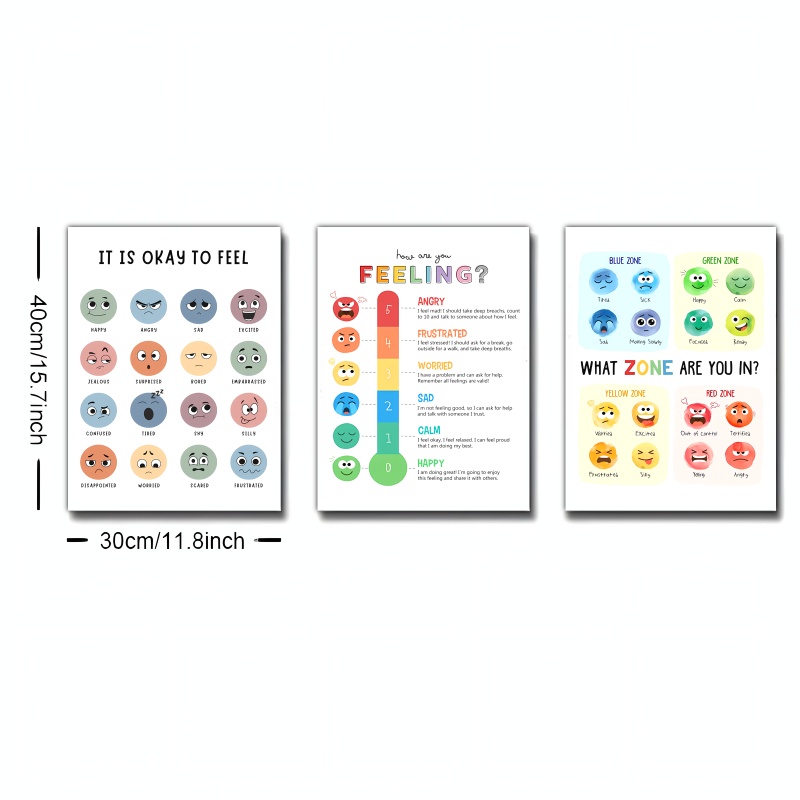 40cm/15.7inch
30cm/11.8inch
IT IS OKAY TO FEEL
HAPPY ANGRY SAD EXCITED
JEALOUS SURPRISED BORED EMBARRASSED
CONFUSED TIRED SHY SILLY
zzz
DISAPPOINTED WORRIED SCARED FRUSTRATED
how are you
FEELING?
5
ANGRY
I feel mad! I should take deep breaths, count
to 10 and talk to someone about how I feel.
4
FRUSTRATED
I feel stressed! I should ask for a break, go
outside for a walk, and take deep breaths.
3
WORRIED
I have a problem and can ask for help.
Remember all feelings are valid!
2
SAD
I'm not feeling good, so I can ask for help
and talk with someone I trust.
1
CALM
I feel okay. I feel relaxed. I can feel proud
that I am doing my best.
0
HAPPY
I am doing great! I'm going to enjoy
this feeling and share it with others.
BLUE ZONE
Tired Sick
Sad Moving Slowly
GREEN ZONE
Happy Calm
Focused Ready
WHAT ZONE ARE YOU IN?
YELLOW ZONE
Worried Excited
Frustrated Silly
RED ZONE
Out of Control Terrified
Yelling Angry